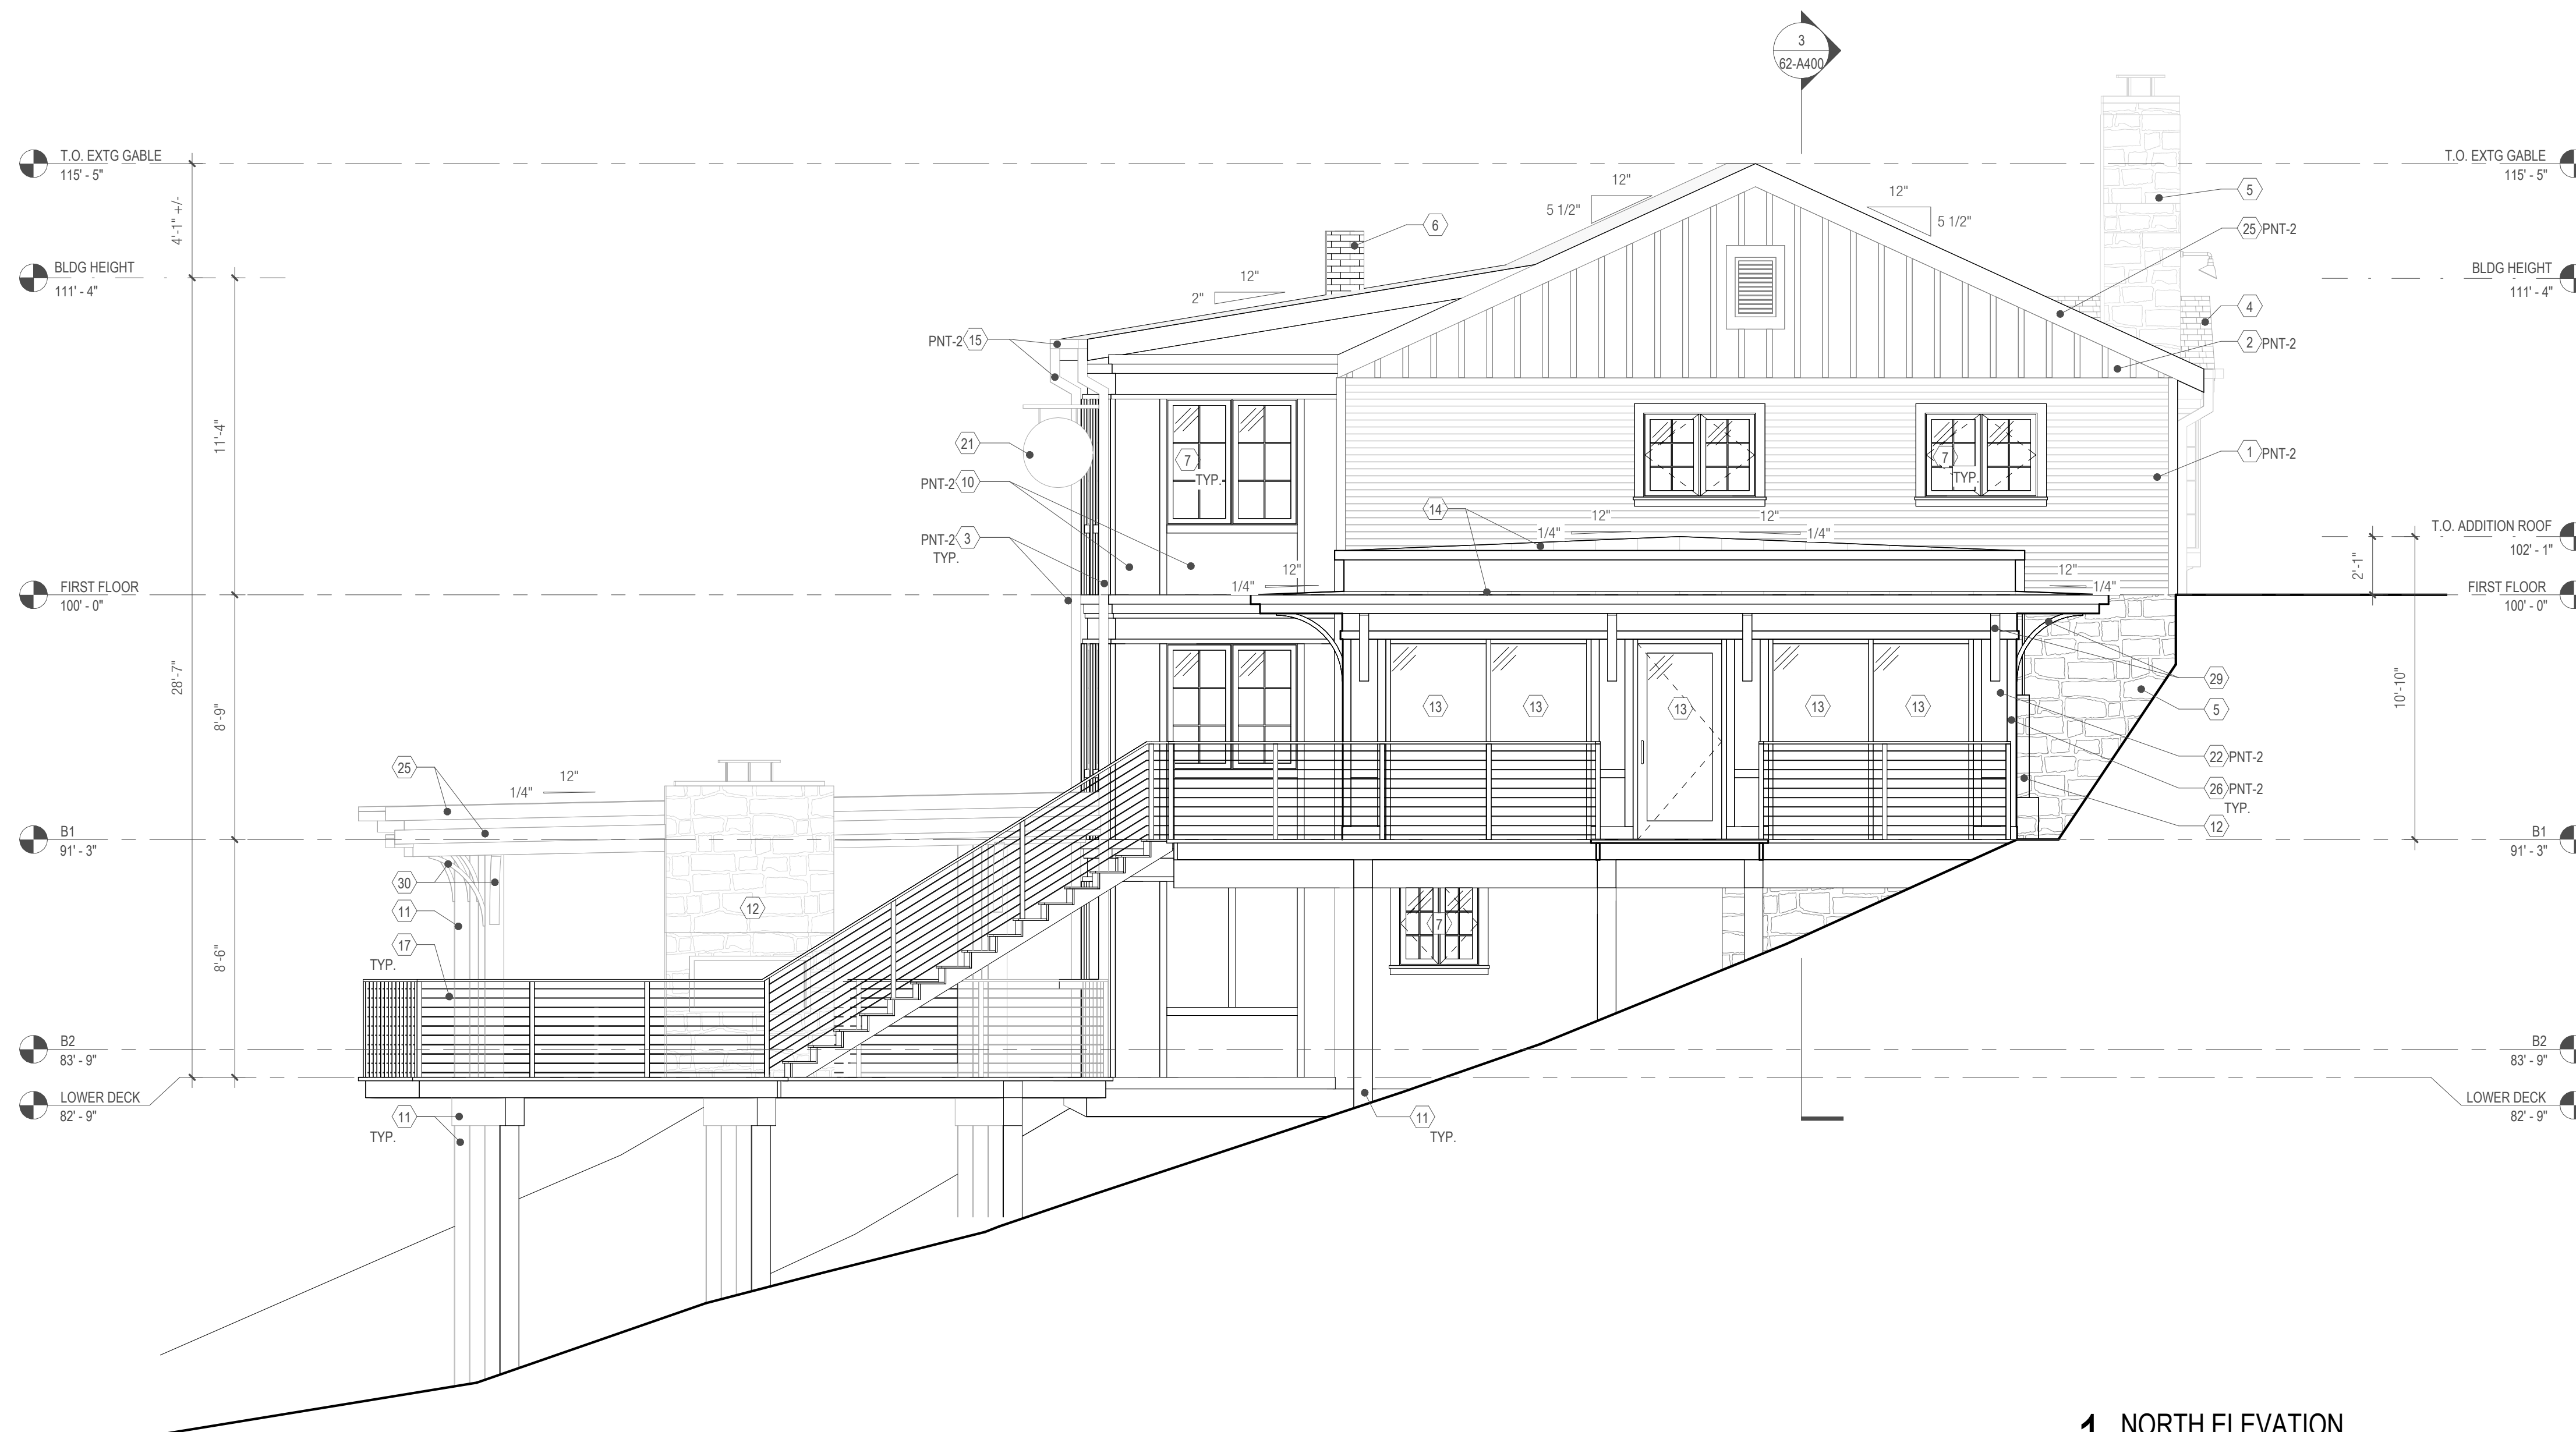 3
62-A400
T.O. EXTG GABLE
115' - 5"
T.O. EXTG GABLE
115' - 5"
12"
5 1/2"
12"
5 1/2"
5
4'-1" +/-
6
25 PNT-2
BLDG HEIGHT
111' - 4"
BLDG HEIGHT
111' - 4"
12"
2"
4
PNT-2 15
2 PNT-2
11'-4"
21
7
TYP.
7
TYP.
1 PNT-2
PNT-2 10
14
12"
12"
1/4"
1/4"
PNT-2 3
TYP.
T.O. ADDITION ROOF
102' - 1"
2'-1"
12"
1/4"
12"
1/4"
FIRST FLOOR
100' - 0"
FIRST FLOOR
100' - 0"
28'-7"
8'-9"
10'-10"
13
13
13
13
13
29
5
22 PNT-2
26 PNT-2
TYP.
12
25
12"
1/4"
B1
91' - 3"
B1
91' - 3"
30
11
12
7
17
TYP.
8'-6"
B2
83' - 9"
B2
83' - 9"
LOWER DECK
82' - 9"
LOWER DECK
82' - 9"
11
TYP.
11
TYP.
1 NORTH ELEVATION